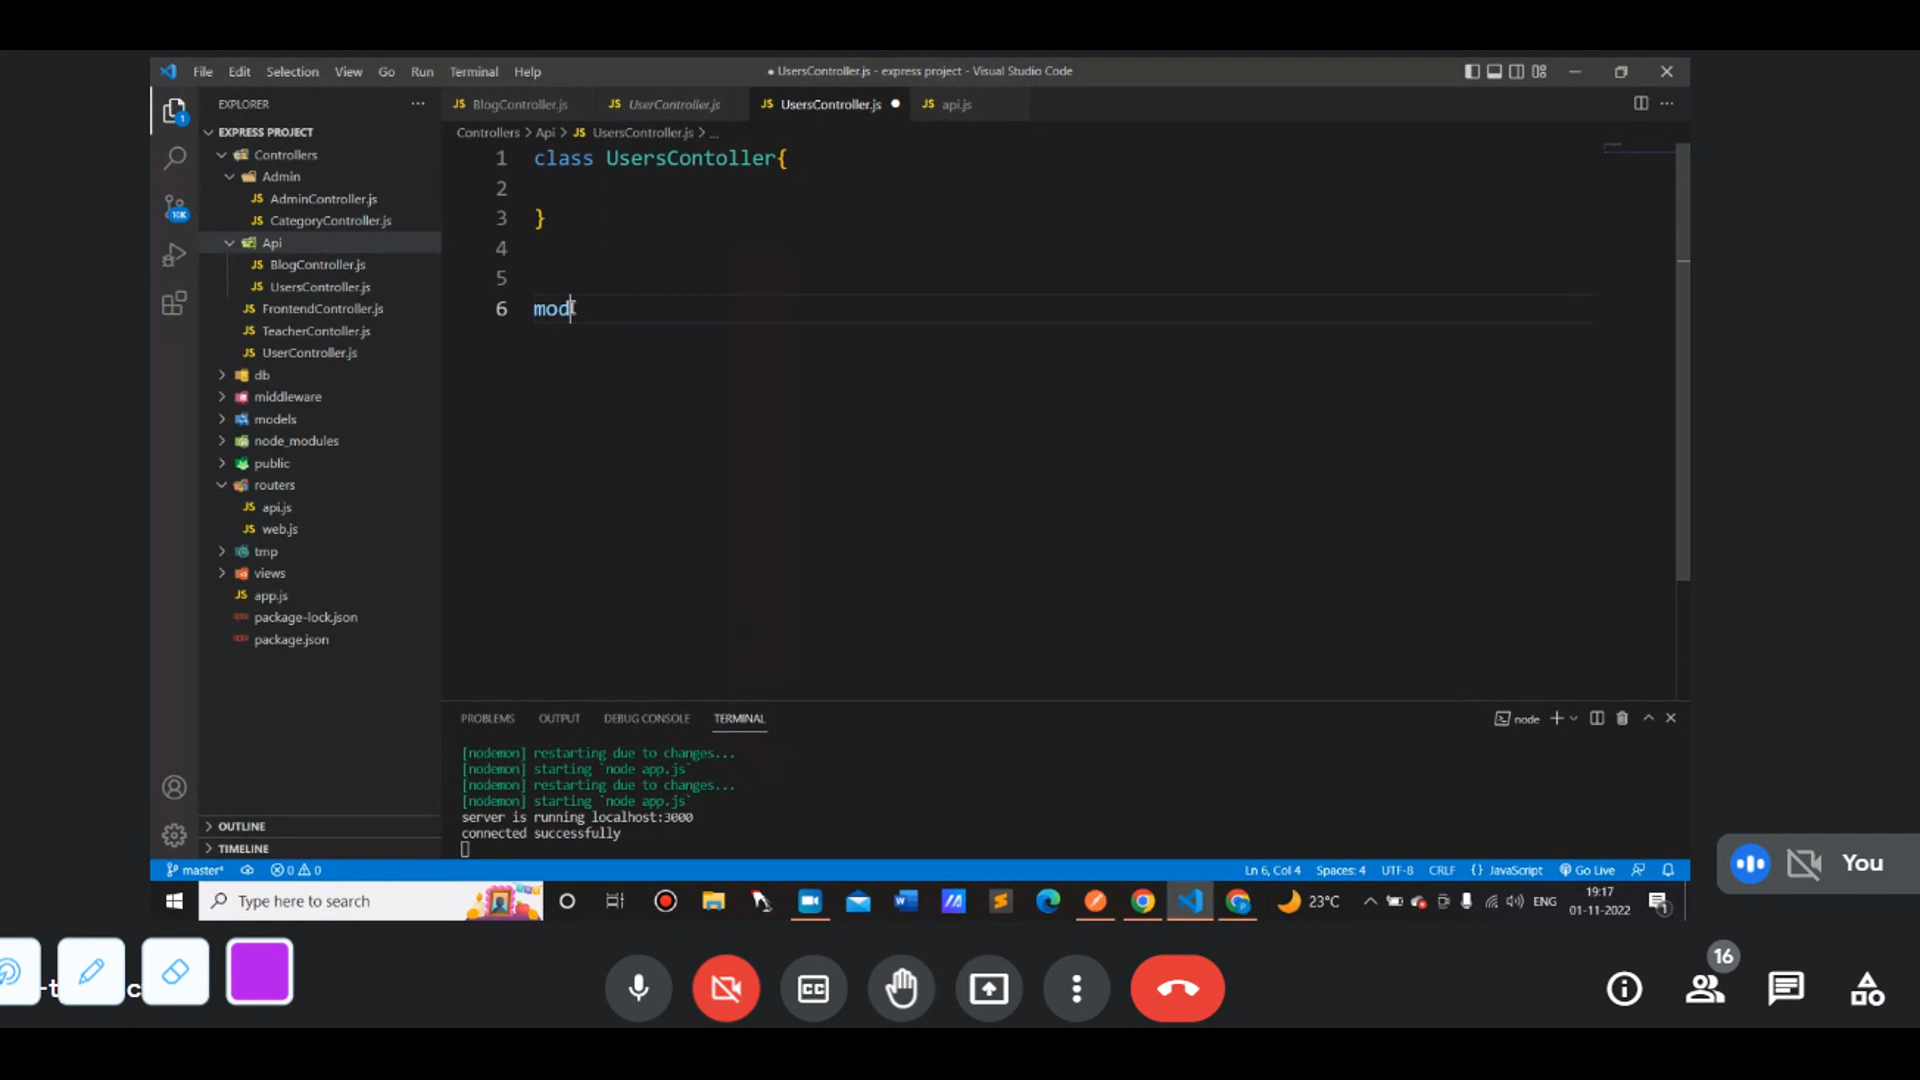 File Edit Selection View Go Run Terminal Help
● UsersController.js - express project - Visual Studio Code
EXPLORER
BlogController.js
UserController.js
UsersController.js
api.js
EXPRESS PROJECT
Controllers > Api > JS UsersController.js > ...
Controllers
Admin
JS AdminController.js
JS CategoryController.js
Api
JS BlogController.js
JS UsersController.js
JS FrontendController.js
JS TeacherContoller.js
JS UserController.js
db
middleware
models
node_modules
public
routers
JS api.js
JS web.js
tmp
views
JS app.js
package-lock.json
package.json
OUTLINE
TIMELINE
1
10K
1 class UsersContoller{
2
3 }
4
5
6 mod
PROBLEMS OUTPUT DEBUG CONSOLE TERMINAL
node
[nodemon] restarting due to changes...
[nodemon] starting `node app.js`
[nodemon] restarting due to changes...
[nodemon] starting `node app.js`
server is running localhost:3000
connected successfully
master* 0 0
Ln 6, Col 4 Spaces: 4 UTF-8 CRLF {} JavaScript Go Live
Type here to search
23°C ENG
19:17
01-11-2022
1
You
16